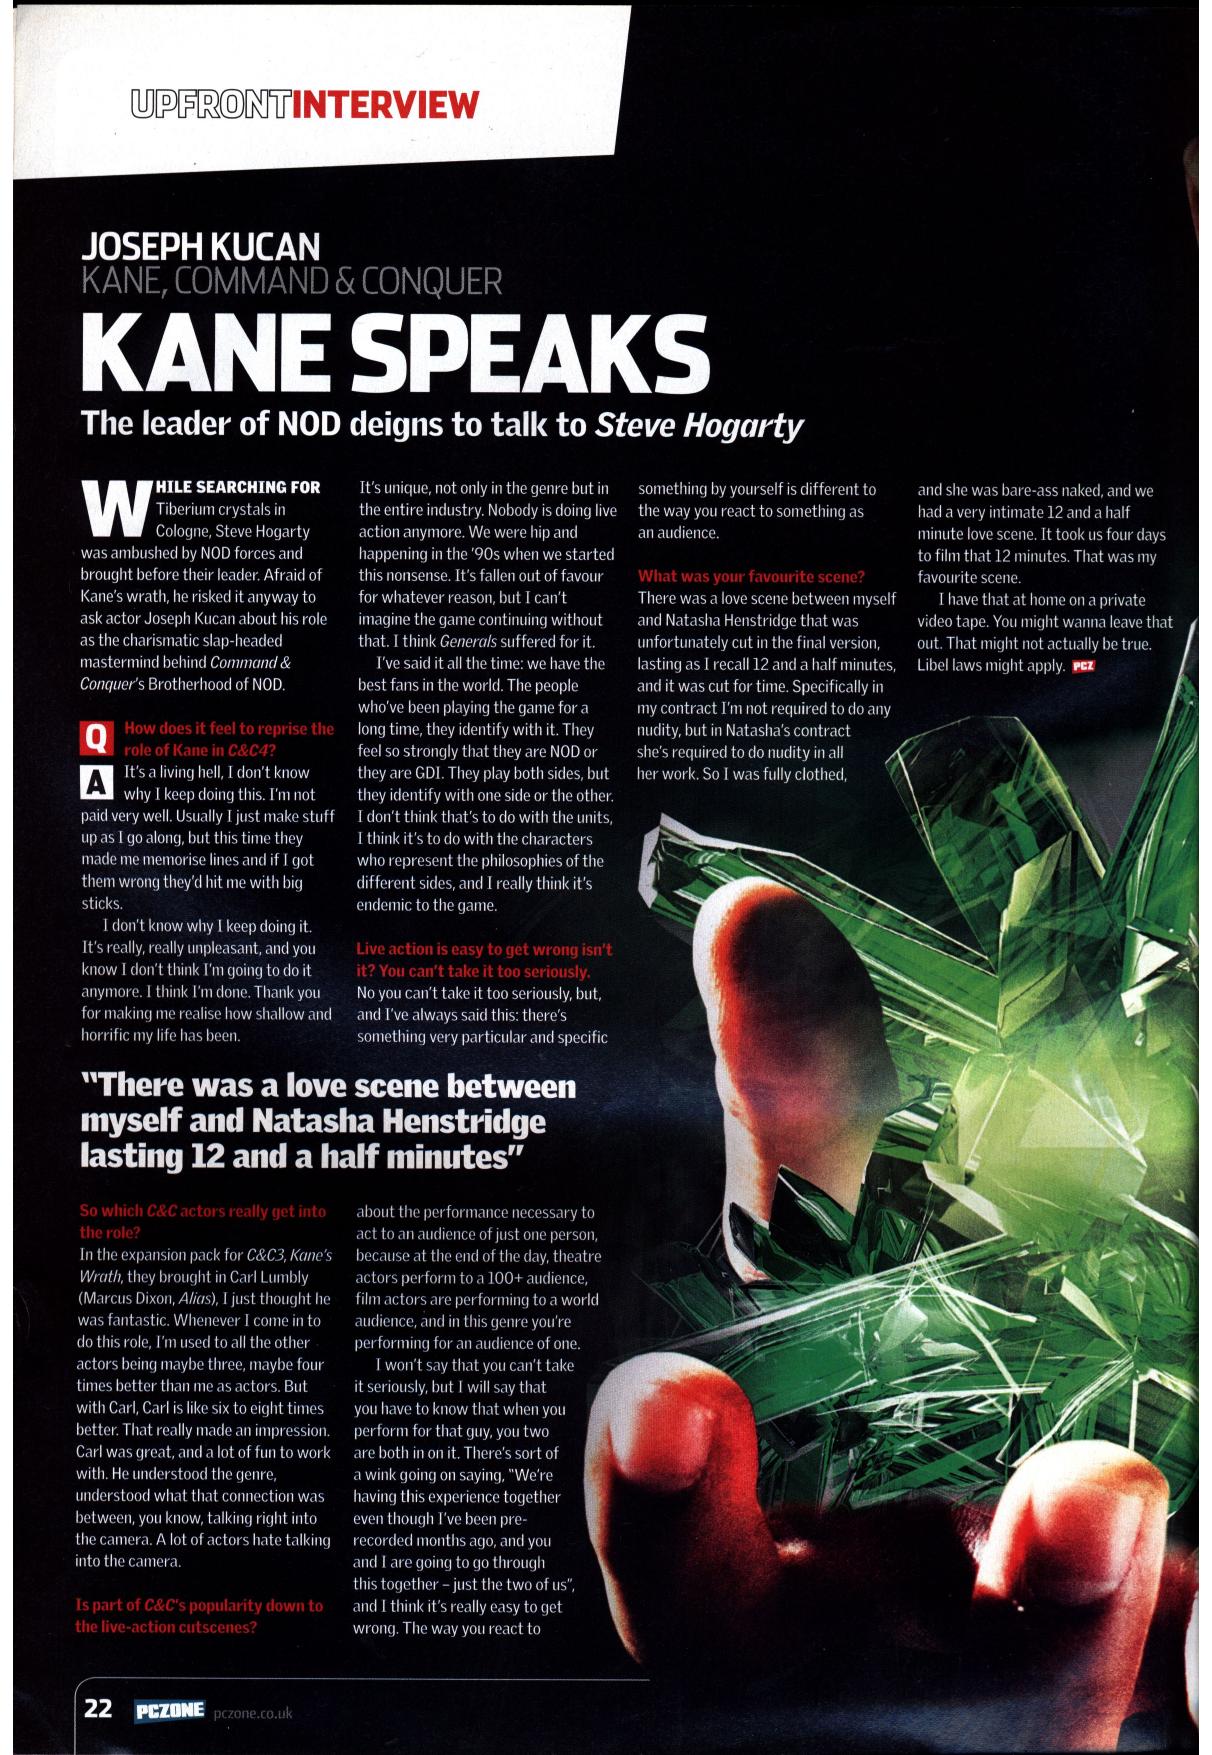 UPFRONTINTERVIEW
JOSEPH KUCAN
KANE, COMMAND & CONQUER
KANE SPEAKS
The leader of NOD deigns to talk to Steve Hogarty
WHILE SEARCHING FOR
Tiberium crystals in
Cologne, Steve Hogarty
was ambushed by NOD forces and
brought before their leader. Afraid of
Kane's wrath, he risked it anyway to
ask actor Joseph Kucan about his role
as the charismatic slap-headed
mastermind behind Command &
Conquer's Brotherhood of NOD.
Q How does it feel to reprise the
role of Kane in C&C4?
A It's a living hell, I don't know
why I keep doing this. I'm not
paid very well. Usually I just make stuff
up as I go along, but this time they
made me memorise lines and if I got
them wrong they'd hit me with big
sticks.
I don't know why I keep doing it.
It's really, really unpleasant, and you
know I don't think I'm going to do it
anymore. I think I'm done. Thank you
for making me realise how shallow and
horrific my life has been.
"There was a love scene between
myself and Natasha Henstridge
lasting 12 and a half minutes"
So which C&C actors really get into
the role?
In the expansion pack for C&C3, Kane's
Wrath, they brought in Carl Lumbly
(Marcus Dixon, Alias), I just thought he
was fantastic. Whenever I come in to
do this role, I'm used to all the other
actors being maybe three, maybe four
times better than me as actors. But
with Carl, Carl is like six to eight times
better. That really made an impression.
Carl was great, and a lot of fun to work
with. He understood the genre,
understood what that connection was
between, you know, talking right into
the camera. A lot of actors hate talking
into the camera.
Is part of C&C's popularity down to
the live-action cutscenes?
It's unique, not only in the genre but in
the entire industry. Nobody is doing live
action anymore. We were hip and
happening in the '90s when we started
this nonsense. It's fallen out of favour
for whatever reason, but I can't
imagine the game continuing without
that. I think Generals suffered for it.
I've said it all the time: we have the
best fans in the world. The people
who've been playing the game for a
long time, they identify with it. They
feel so strongly that they are NOD or
they are GDI. They play both sides, but
they identify with one side or the other.
I don't think that's to do with the units,
I think it's to do with the characters
who represent the philosophies of the
different sides, and I really think it's
endemic to the game.
Live action is easy to get wrong isn't
it? You can't take it too seriously.
No you can't take it too seriously, but,
and I've always said this: there's
something very particular and specific
about the performance necessary to
act to an audience of just one person,
because at the end of the day, theatre
actors perform to a 100+ audience,
film actors are performing to a world
audience, and in this genre you're
performing for an audience of one.
I won't say that you can't take
it seriously, but I will say that
you have to know that when you
perform for that guy, you two
are both in on it. There's sort of
a wink going on saying, "We're
having this experience together
even though I've been pre-
recorded months ago, and you
and I are going to go through
this together – just the two of us",
and I think it's really easy to get
wrong. The way you react to
something by yourself is different to
the way you react to something as
an audience.
What was your favourite scene?
There was a love scene between myself
and Natasha Henstridge that was
unfortunately cut in the final version,
lasting as I recall 12 and a half minutes,
and it was cut for time. Specifically in
my contract I'm not required to do any
nudity, but in Natasha's contract
she's required to do nudity in all
her work. So I was fully clothed,
and she was bare-ass naked, and we
had a very intimate 12 and a half
minute love scene. It took us four days
to film that 12 minutes. That was my
favourite scene.
I have that at home on a private
video tape. You might wanna leave that
out. That might not actually be true.
Libel laws might apply. PCZ
22 PCZONE pczone.co.uk